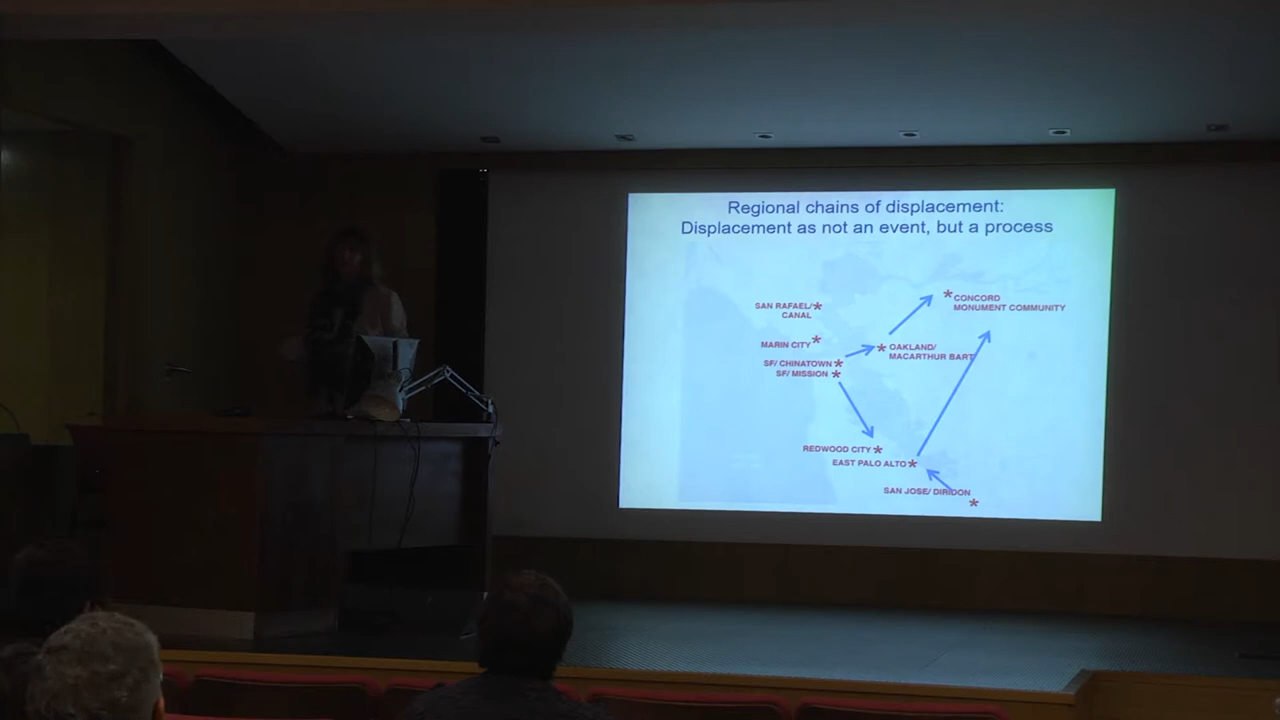 Regional chains of displacement:
Displacement as not an event, but a process
SAN RAFAEL/
CANAL
CONCORD
MONUMENT COMMUNITY
MARIN CITY
OAKLAND/
MACARTHUR BART
SF/ CHINATOWN
SF/ MISSION
REDWOOD CITY
EAST PALO ALTO
SAN JOSE/ DIRIDON